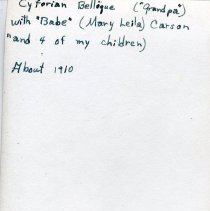 Cyforian Bellique ("Grandpa")
with "Babe" (Mary Leila) Carson
"and 4 of my children)
About 1910